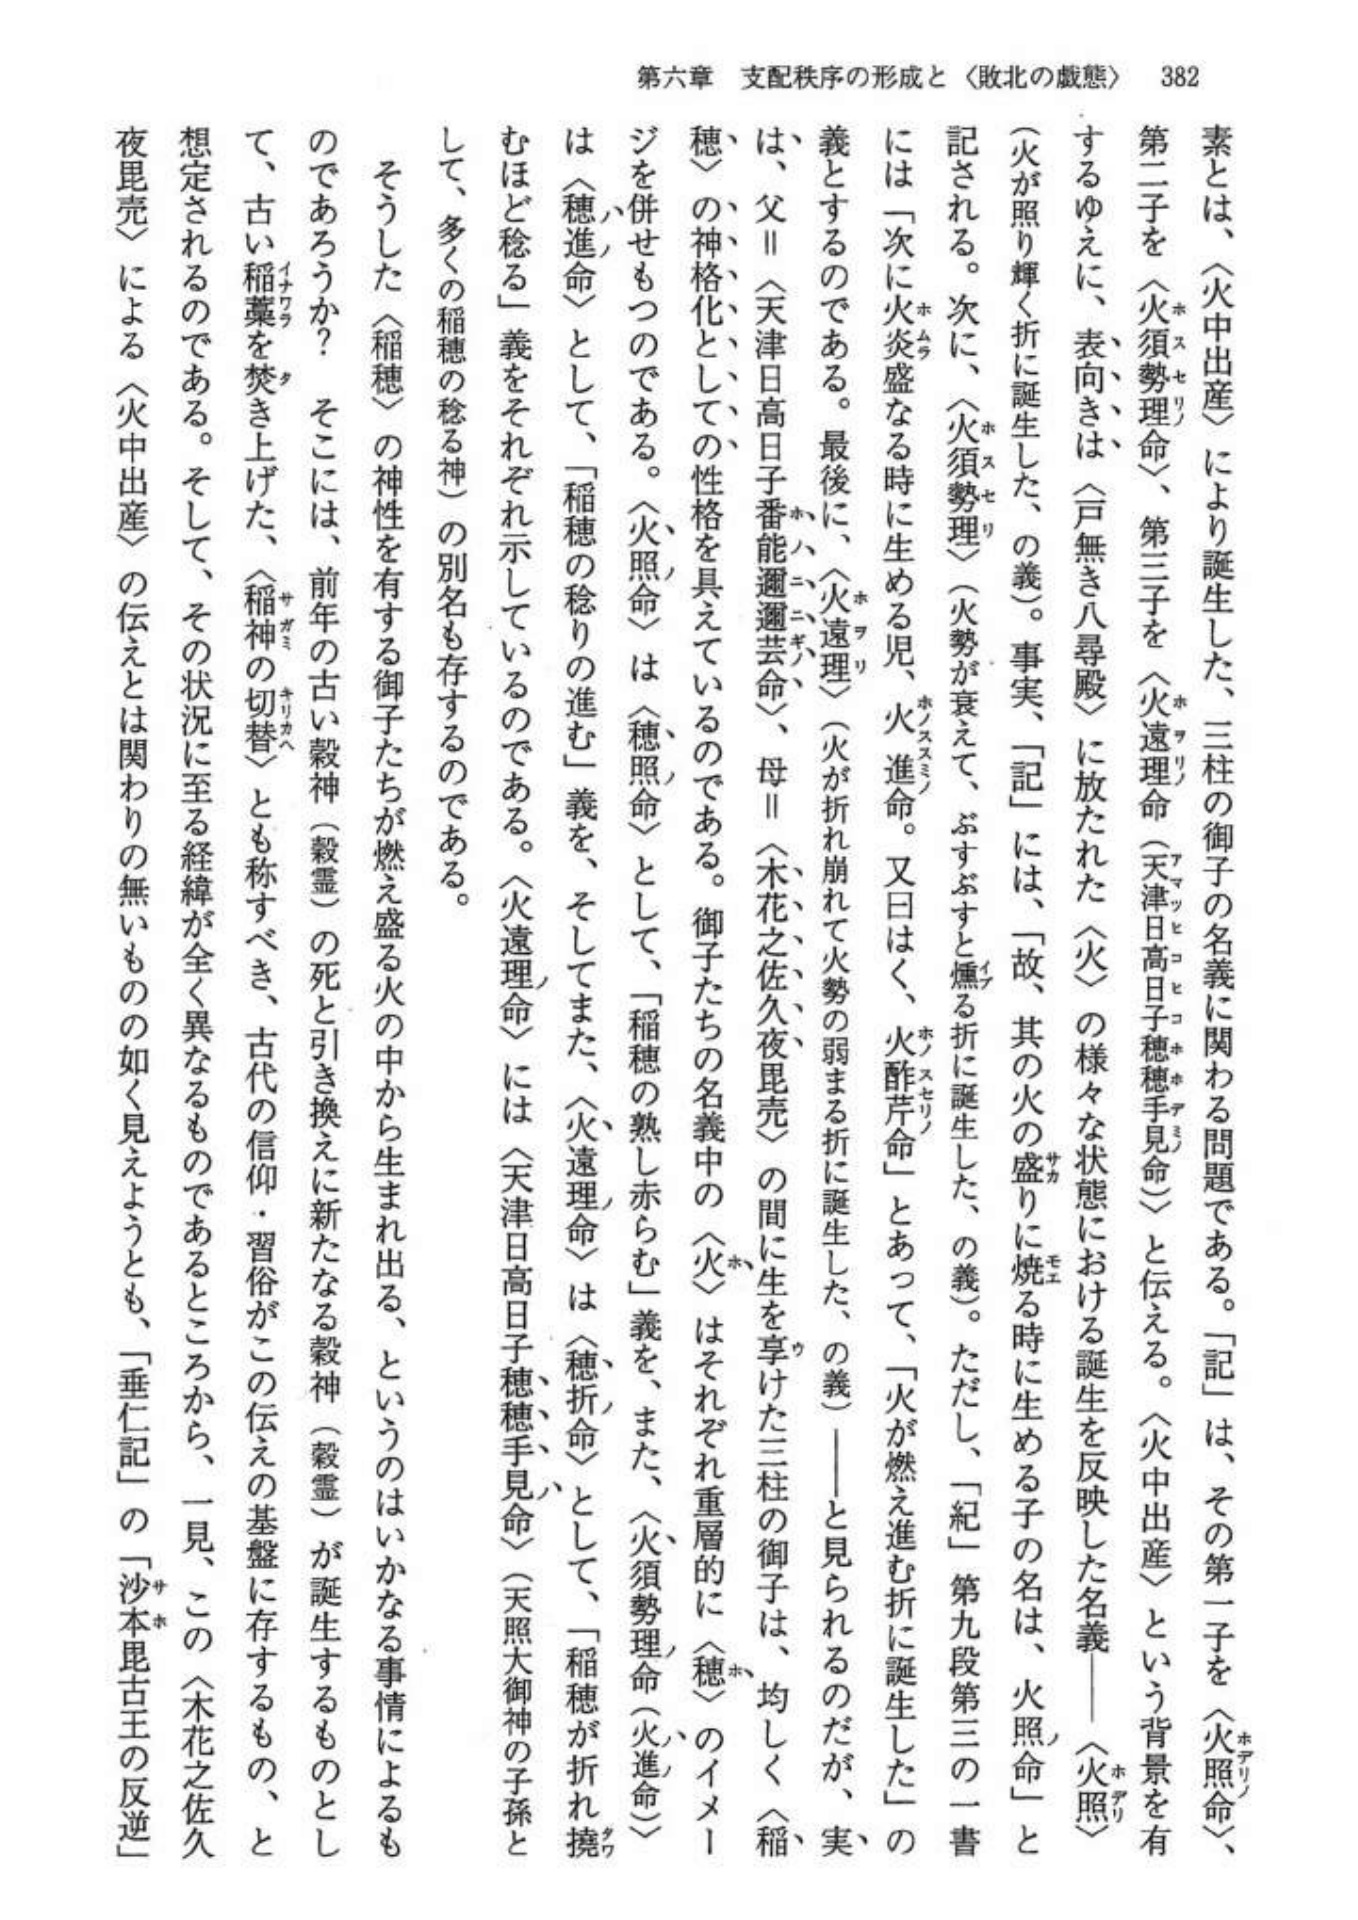 第六章　支配秩序の形成と〈敗北の戯態〉　382
素とは、〈火中出産〉により誕生した、三柱の御子の名義に関わる問題である。「記」は、その第一子を〈火照命〉、
第二子を〈火須勢理命〉、第三子を〈火遠理命（天津日高日子穂穂手見命）〉と伝える。〈火中出産〉という背景を有
するゆえに、表向きは〈戸無き八尋殿〉に放たれた〈火〉の様々な状態における誕生を反映した名義――〈火照〉
（火が照り輝く折に誕生した、の義）。事実、「記」には、「故、其の火の盛りに焼る時に生める子の名は、火照命」と
記される。次に、〈火須勢理〉（火勢が衰えて、ぶすぶすと燻る折に誕生した、の義）。ただし、「紀」第九段第三の一書
には「次に火炎盛なる時に生める児、火進命。又曰はく、火酢芹命」とあって、「火が燃え進む折に誕生した」の
義とするのである。最後に、〈火遠理〉（火が折れ崩れて火勢の弱まる折に誕生した、の義）――と見られるのだが、実
は、父＝〈天津日高日子番能邇邇芸命〉、母＝〈木花之佐久夜毘売〉の間に生を享けた三柱の御子は、均しく〈稲
穂〉の神格化としての性格を具えているのである。御子たちの名義中の〈火〉はそれぞれ重層的に〈穂〉のイメー
ジを併せもつのである。〈火照命〉は〈穂照命〉として、「稲穂の熟し赤らむ」義を、また、〈火須勢理命（火進命）〉
は〈穂進命〉として、「稲穂の稔りの進む」義を、そしてまた、〈火遠理命〉は〈穂折命〉として、「稲穂が折れ撓
むほど稔る」義をそれぞれ示しているのである。〈火遠理命〉には〈天津日高日子穂穂手見命〉（天照大御神の子孫と
して、多くの稲穂の稔る神）の別名も存するのである。
　そうした〈稲穂〉の神性を有する御子たちが燃え盛る火の中から生まれ出る、というのはいかなる事情によるも
のであろうか？　そこには、前年の古い穀神（穀霊）の死と引き換えに新たなる穀神（穀霊）が誕生するものとし
て、古い稲藁を焚き上げた、〈稲神の切替〉とも称すべき、古代の信仰・習俗がこの伝えの基盤に存するもの、と
想定されるのである。そして、その状況に至る経緯が全く異なるものであるところから、一見、この〈木花之佐久
夜毘売〉による〈火中出産〉の伝えとは関わりの無いものの如く見えようとも、「垂仁記」の「沙本毘古王の反逆」